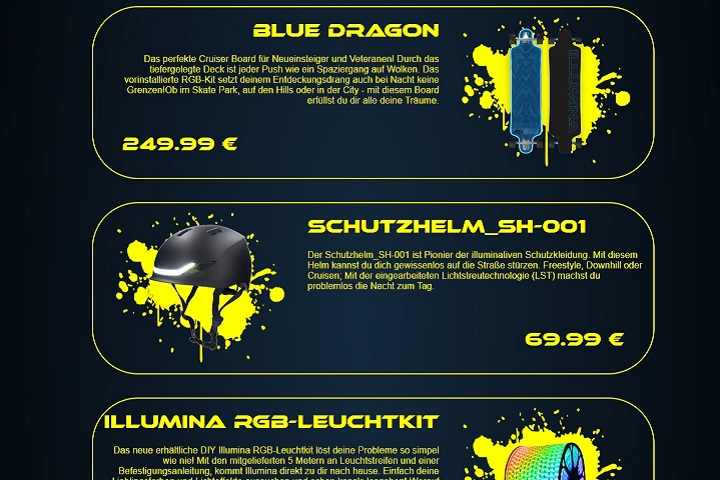 BLUE DRAGON
Das perfekte Cruiser Board für Neueinsteiger und Veteranen! Durch das
tiefergelegte Deck ist jeder Push wie ein Spaziergang auf Wolken. Das
vorinstallierte RGB-Kit setzt deinem Entdeckungsdrang auch bei Nacht keine
Grenzen!Ob im Skate Park, auf den Hills oder in der City - mit diesem Board
erfüllst du dir alle deine Träume.
249.99 €
SCHUTZHELM_SH-001
Der Schutzhelm_SH-001 ist Pionier der illuminativen Schutzkleidung. Mit diesem
Helm kannst du dich gewissenlos auf die Straße stürzen. Freestyle, Downhill oder
Cruisen; Mit der eingearbeiteten Lichtstreutechnologie (LST) machst du
problemlos die Nacht zum Tag.
69.99 €
ILLUMINA RGB-LEUCHTKIT
Das neue erhältliche DIY Illumina RGB-Leuchtkit löst deine Probleme so simpel
wie nie! Mit den mitgelieferten 5 Metern an Leuchtstreifen und einer
Befestigungsanleitung, kommt Illumina direkt zu dir nach hause. Einfach deine